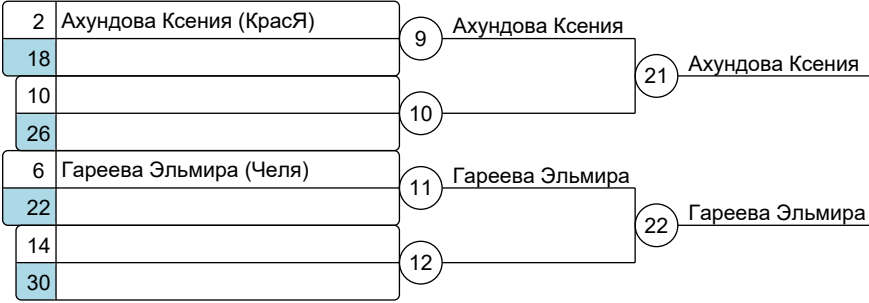 2 Ахундова Ксения (КрасЯ)
18
9 Ахундова Ксения
21 Ахундова Ксения
10
26
10
6 Гареева Эльмира (Челя)
22
11 Гареева Эльмира
22 Гареева Эльмира
14
30
12